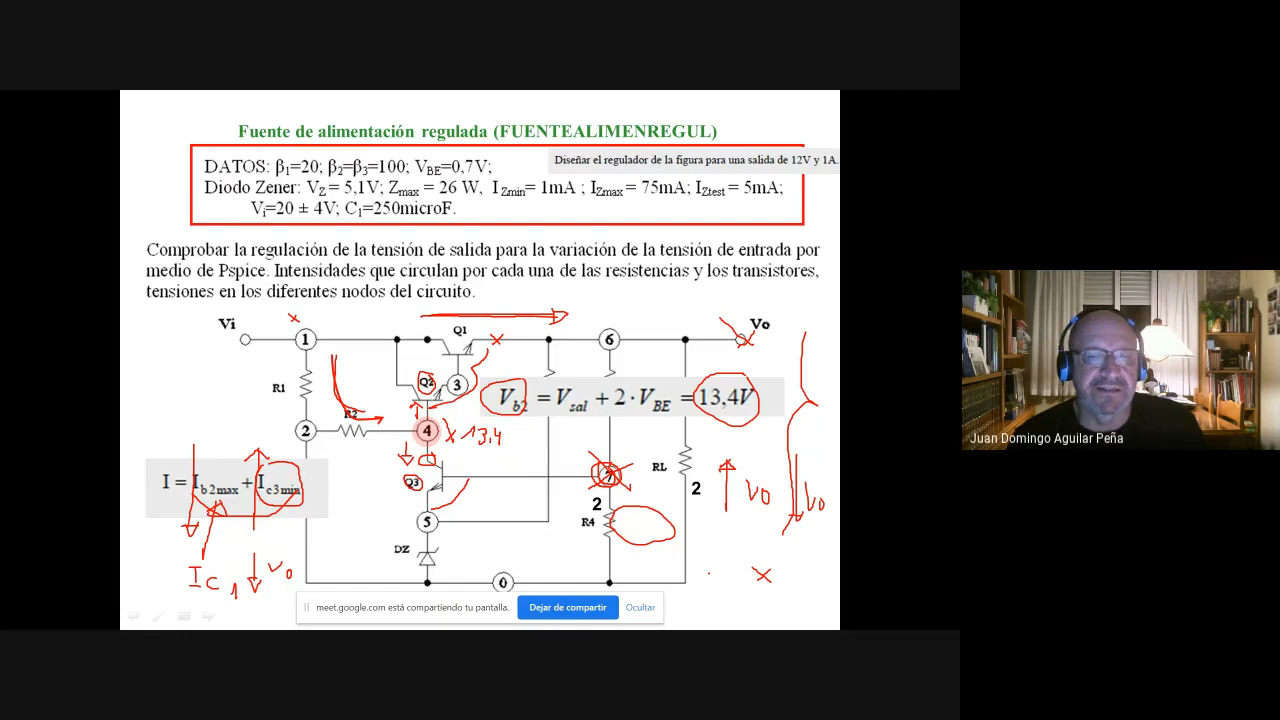 Fuente de alimentación regulada (FUENTEALIMENREGUL)
Diseñar el regulador de la figura para una salida de 12V y 1A.
DATOS: β1=20; β2=β3=100; VBE=0,7V;
Diodo Zener: VZ = 5,1V; Zmax = 26 W, I Zmin= 1mA ; IZmax = 75mA; IZtest = 5mA;
Vi=20 ± 4V; C1=250microF.
Comprobar la regulación de la tensión de salida para la variación de la tensión de entrada por
medio de Pspice. Intensidades que circulan por cada una de las resistencias y los transistores,
tensiones en los diferentes nodos del circuito.
Vi
Q1
Vo
1
6
R1
Q2
3
Vb2 = Vsal + 2 · VBE = 13,4V
R2
2
4
13,4
I = Ib2max + Ic3min
Q3
7
RL
2
2
Vo
Vo
5
R4
DZ
IC1
Vo
0
meet.google.com está compartiendo tu pantalla.
Dejar de compartir
Ocultar
Juan Domingo Aguilar Peña